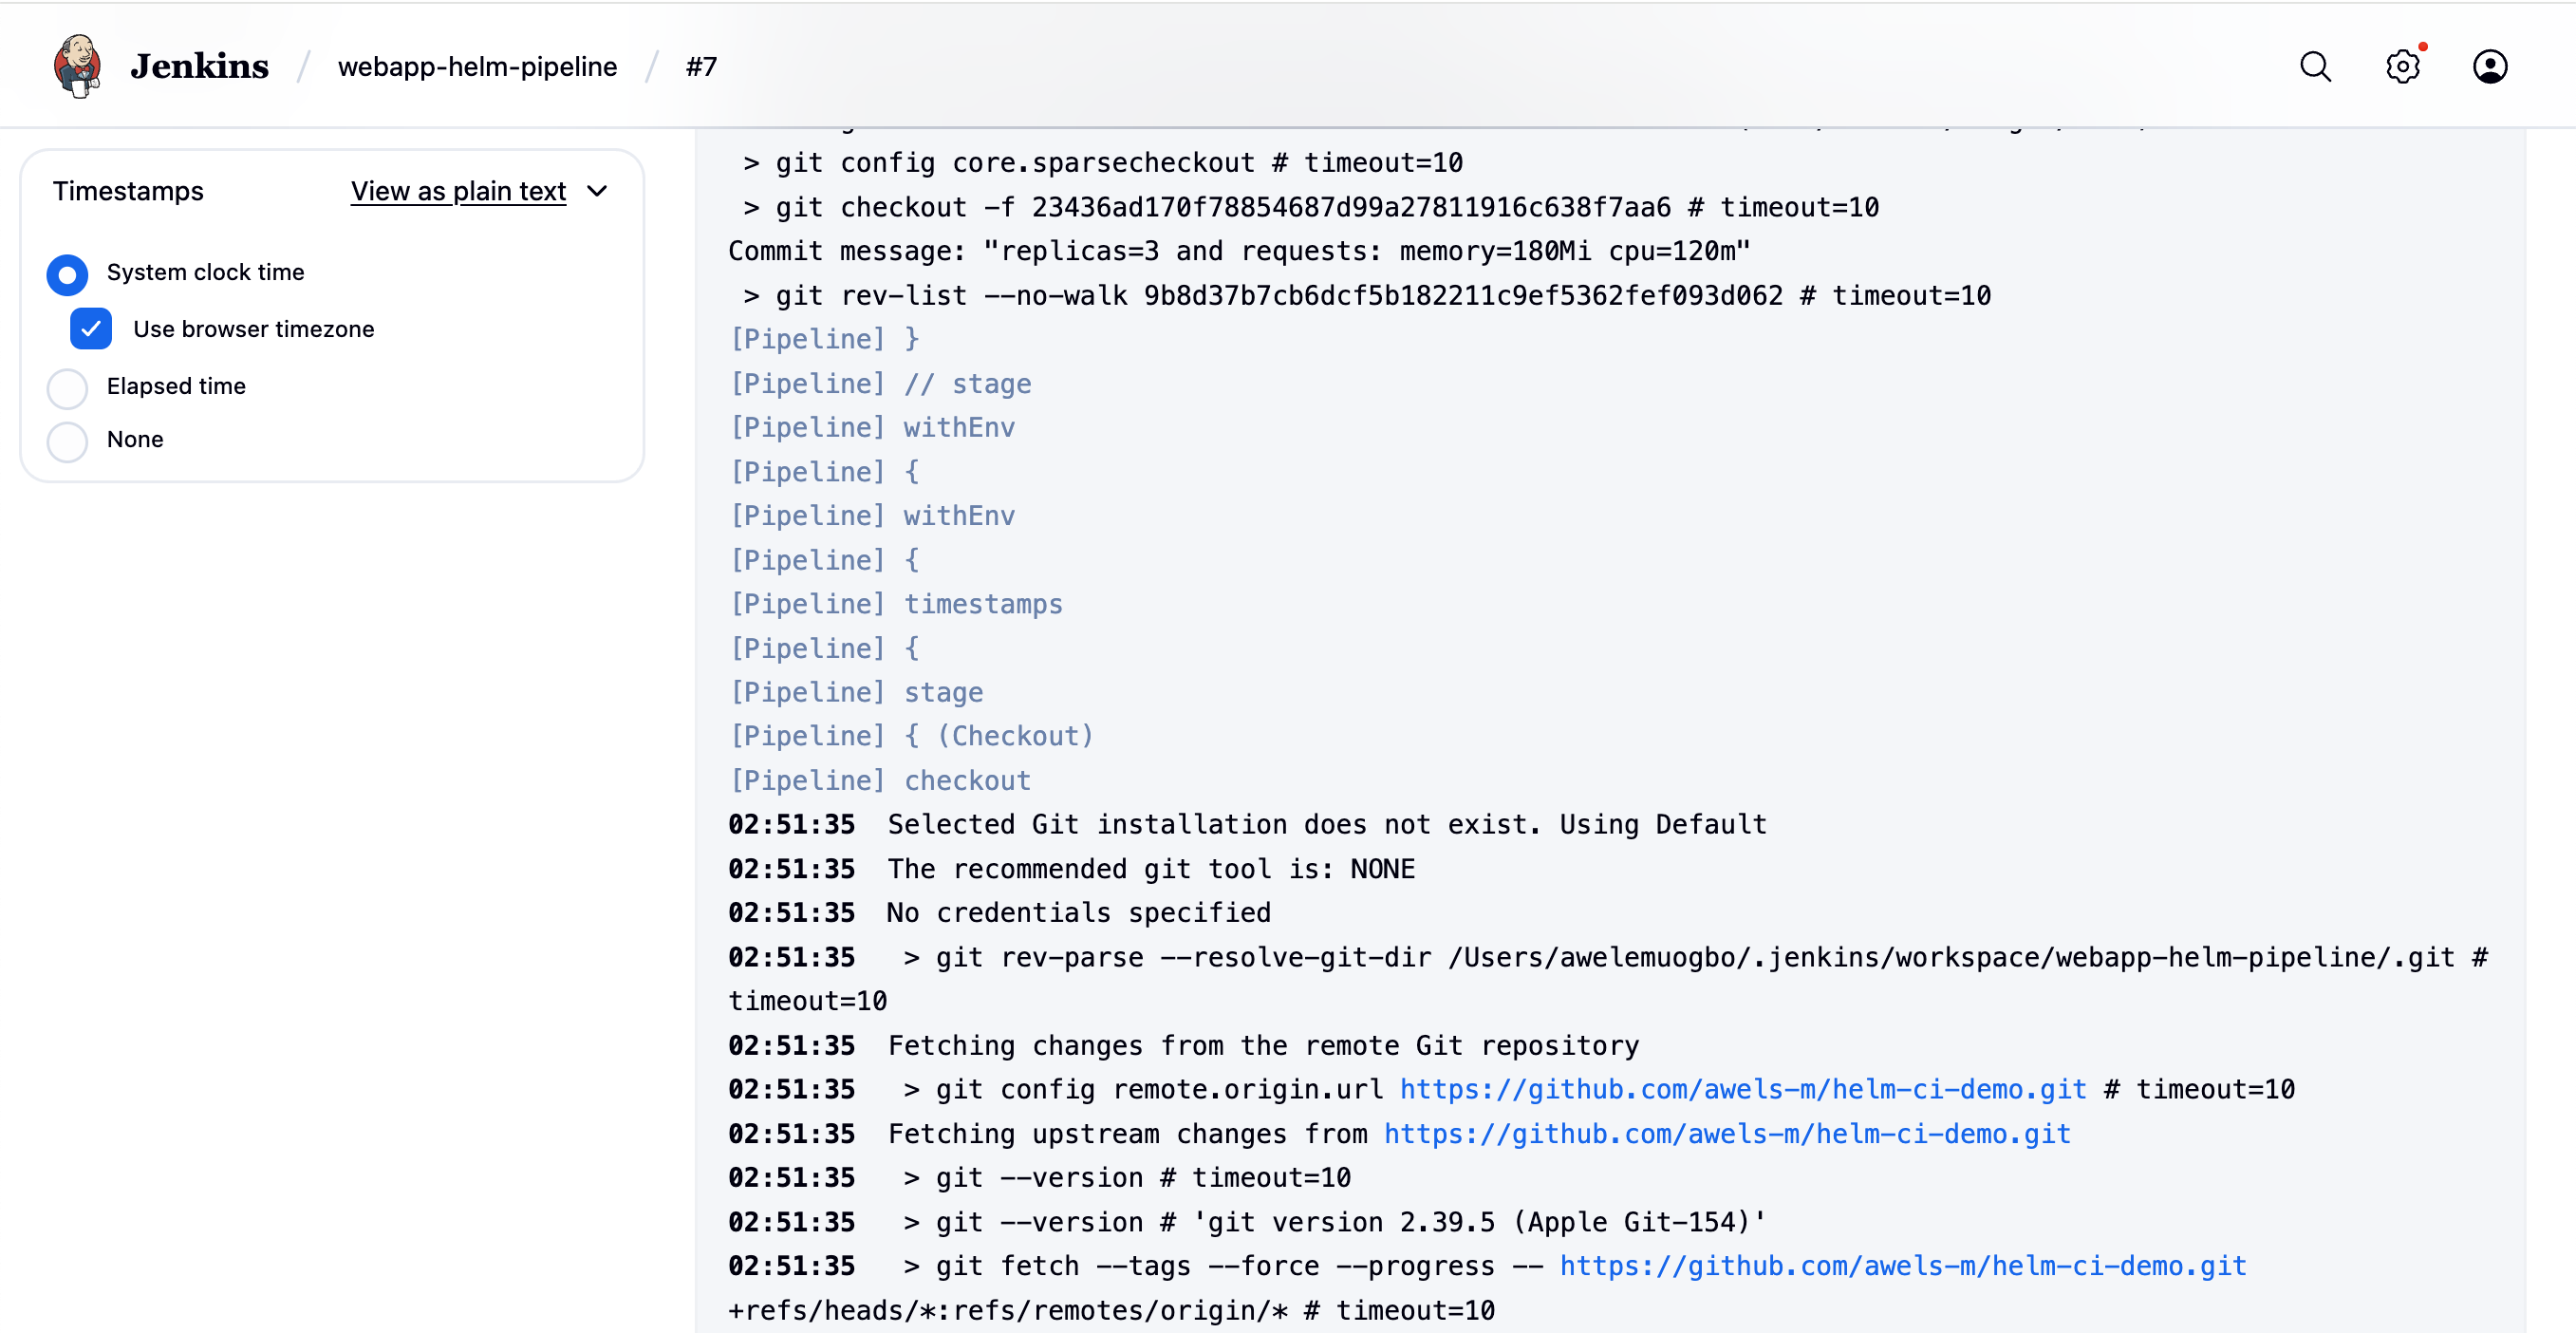 Jenkins / webapp-helm-pipeline / #7
Timestamps
View as plain text
System clock time
Use browser timezone
Elapsed time
None
> git config core.sparsecheckout # timeout=10
> git checkout -f 23436ad170f78854687d99a27811916c638f7aa6 # timeout=10
Commit message: "replicas=3 and requests: memory=180Mi cpu=120m"
> git rev-list --no-walk 9b8d37b7cb6dcf5b182211c9ef5362fef093d062 # timeout=10
[Pipeline] }
[Pipeline] // stage
[Pipeline] withEnv
[Pipeline] {
[Pipeline] withEnv
[Pipeline] {
[Pipeline] timestamps
[Pipeline] {
[Pipeline] stage
[Pipeline] { (Checkout)
[Pipeline] checkout
02:51:35 Selected Git installation does not exist. Using Default
02:51:35 The recommended git tool is: NONE
02:51:35 No credentials specified
02:51:35 > git rev-parse --resolve-git-dir /Users/awelemuogbo/.jenkins/workspace/webapp-helm-pipeline/.git #
timeout=10
02:51:35 Fetching changes from the remote Git repository
02:51:35 > git config remote.origin.url https://github.com/awels-m/helm-ci-demo.git # timeout=10
02:51:35 Fetching upstream changes from https://github.com/awels-m/helm-ci-demo.git
02:51:35 > git --version # timeout=10
02:51:35 > git --version # 'git version 2.39.5 (Apple Git-154)'
02:51:35 > git fetch --tags --force --progress -- https://github.com/awels-m/helm-ci-demo.git
+refs/heads/*:refs/remotes/origin/* # timeout=10